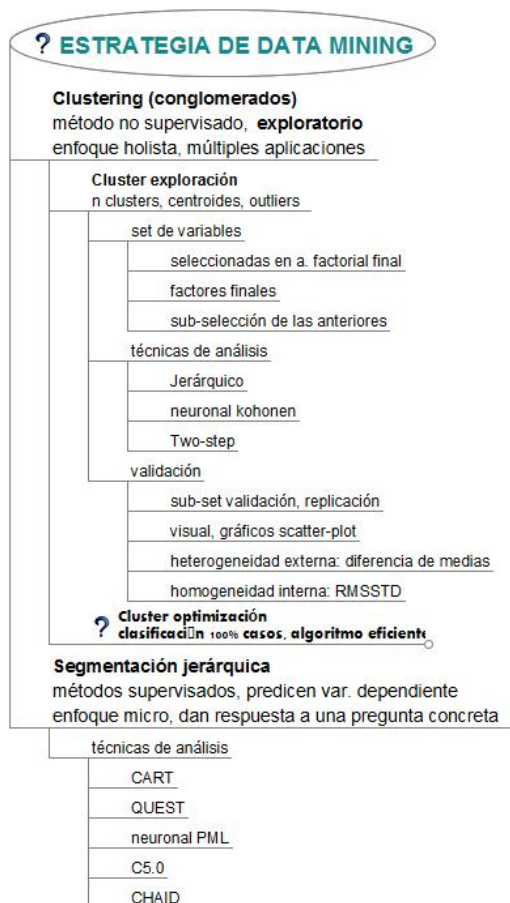 ? ESTRATEGIA DE DATA MINING
Clustering (conglomerados)
método no supervisado, exploratorio
enfoque holista, múltiples aplicaciones
Cluster exploración
n clusters, centroides, outliers
set de variables
seleccionadas en a. factorial final
factores finales
sub-selección de las anteriores
técnicas de análisis
Jerárquico
neuronal kohonen
Two-step
validación
sub-set validación, replicación
visual, gráficos scatter-plot
heterogeneidad externa: diferencia de medias
homogeneidad interna: RMSSTD
? Cluster optimización
clasificaci▯n 100% casos, algoritmo eficiente
Segmentación jerárquica
métodos supervisados, predicen var. dependiente
enfoque micro, dan respuesta a una pregunta concreta
técnicas de análisis
CART
QUEST
neuronal PML
C5.0
CHAID